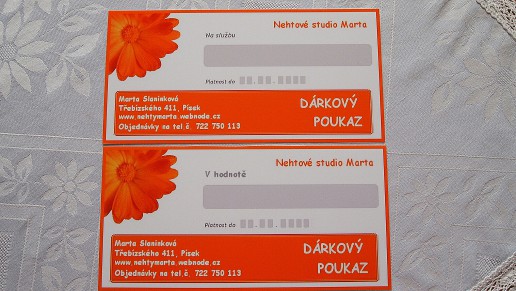 Nehtové studio Marta
Na službu
Platnost do
Marta Slaninková
Třebízského 411, Písek
www.nehtymarta.webnode.cz
Objednávky na tel.č. 722 750 113
DÁRKOVÝ
POUKAZ
Nehtové studio Marta
V hodnotě
Platnost do
Marta Slaninková
Třebízského 411, Písek
www.nehtymarta.webnode.cz
Objednávky na tel.č. 722 750 113
DÁRKOVÝ
POUKAZ